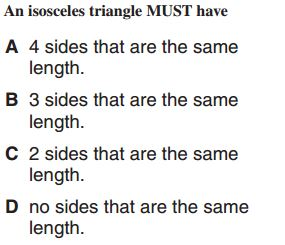 An isosceles triangle MUST have
A 4 sides that are the same
length.
B 3 sides that are the same
length.
C 2 sides that are the same
length.
D no sides that are the same
length.